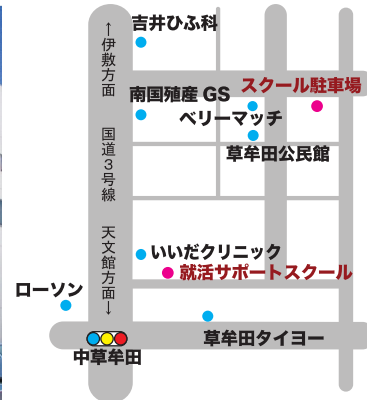 吉井ひふ科
↑伊敷方面
国道3号線
天文館方面↓
スクール駐車場
南国殖産 GS
ベリーマッチ
草牟田公民館
いいだクリニック
就活サポートスクール
ローソン
草牟田タイヨー
中草牟田